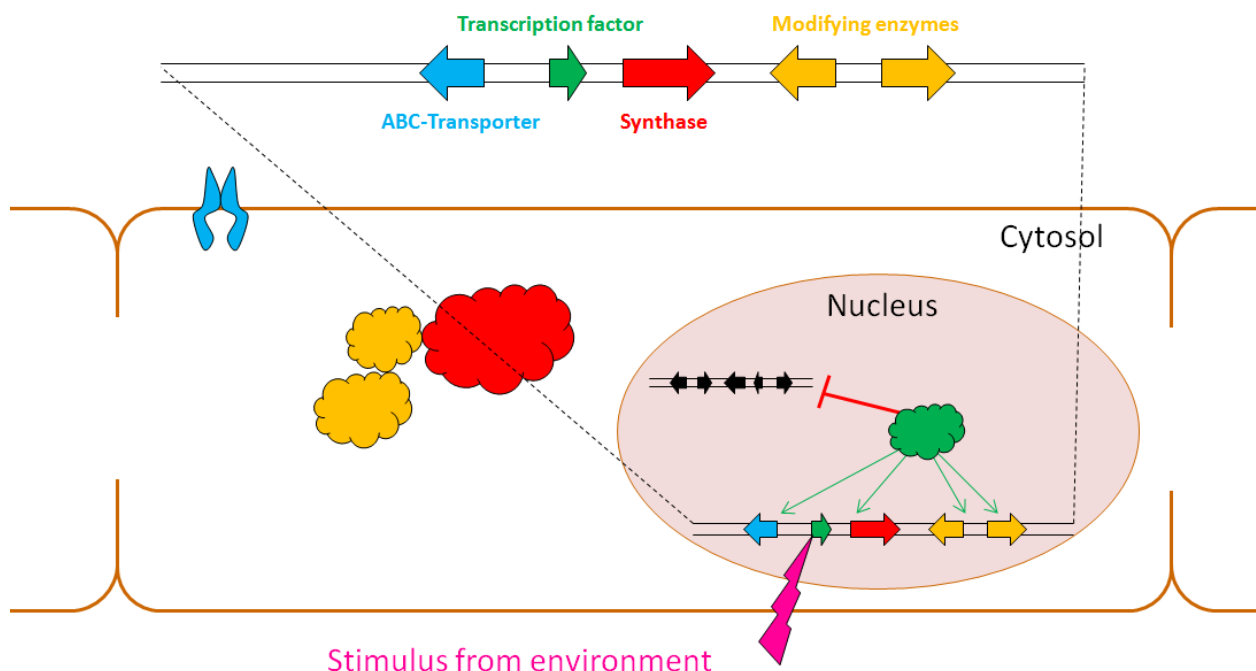 Transcription factor
Modifying enzymes
ABC-Transporter
Synthase
Cytosol
Nucleus
Stimulus from environment